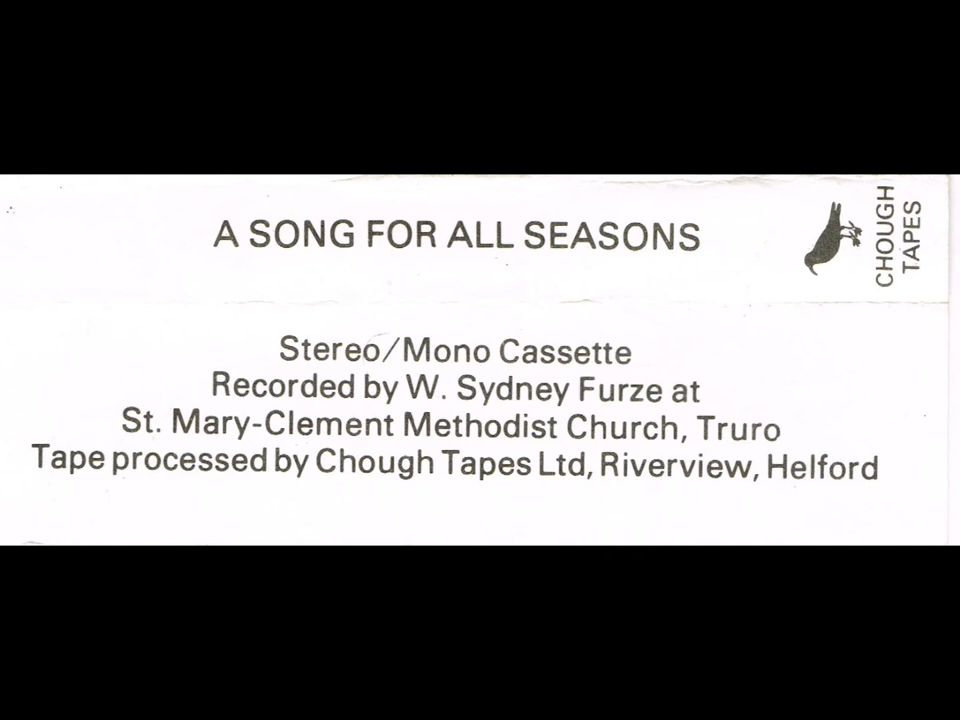 A SONG FOR ALL SEASONS
CHOUGH
TAPES
Stereo/Mono Cassette
Recorded by W. Sydney Furze at
St. Mary-Clement Methodist Church, Truro
Tape processed by Chough Tapes Ltd, Riverview, Helford